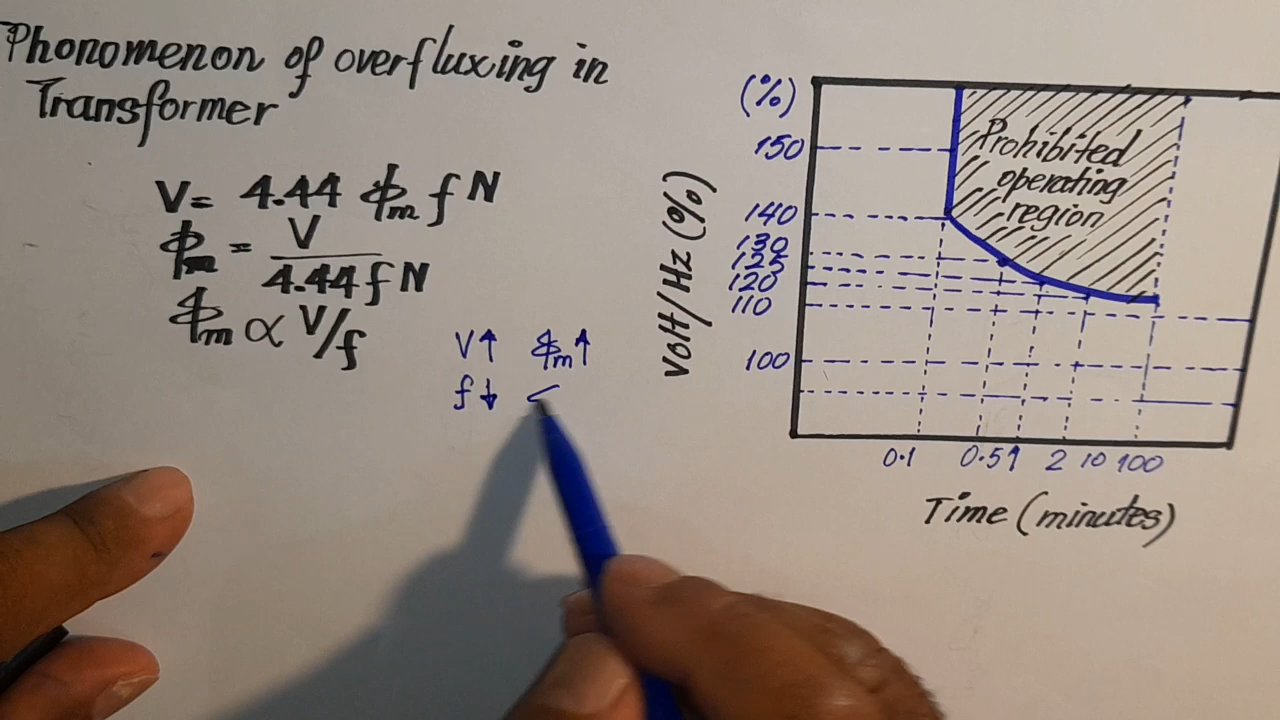 Phonomenon of overfluxing in
Transformer
V= 4.44 ϕm f N
ϕm = V
4.44 f N
ϕm ∝ V/f
V↑ ϕm↑
f↓
(%)
150
140
130
125
120
110
100
Volt/Hz (%)
Prohibited
operating
region
0.1 0.5 1 2 10 100
Time (minutes)